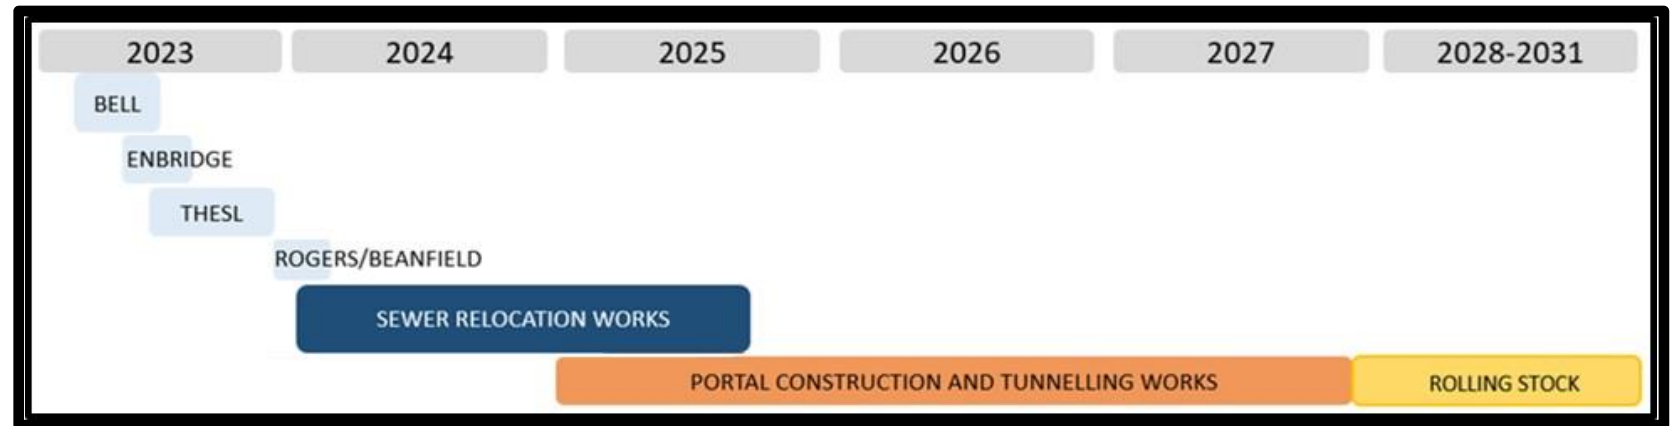 2023 2024 2025 2026 2027 2028-2031
BELL
ENBRIDGE
THESL
ROGERS/BEANFIELD
SEWER RELOCATION WORKS
PORTAL CONSTRUCTION AND TUNNELLING WORKS ROLLING STOCK